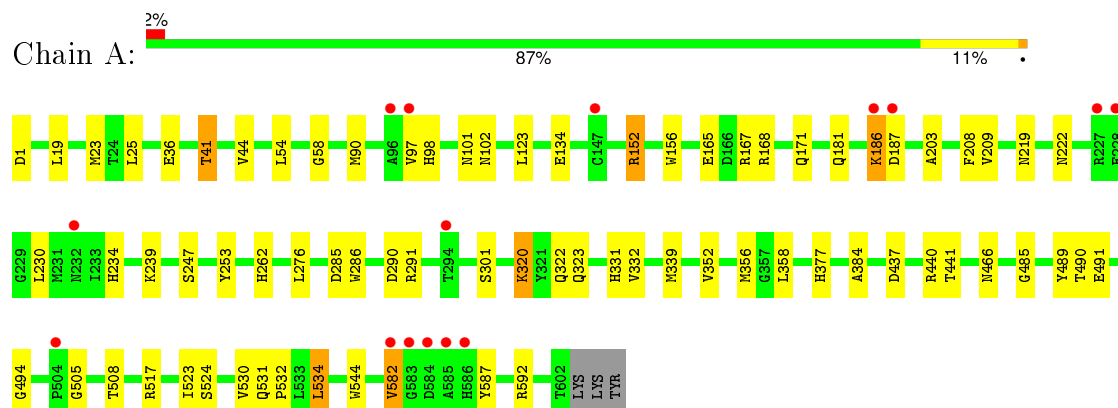 2%
Chain A:
87% 11% •
D1 L19 M23 T24 L25 E36 T41 V44 L54 G58 M90 A96 V97 H98 N101 N102 L123 E134 C147 R152 W156 E165 D166 R167 R168 Q171 Q181 K186 D187 A203 F208 V209 N219 N222 R227 E228
G229 L230 M231 N232 I233 H234 K239 S247 Y253 H262 L276 D285 W286 D290 R291 T294 S301 K320 Y321 Q322 Q323 H331 V332 M339 V352 M356 G357 L358 H377 A384 D437 R440 T441 N466 G485 Y489 T490 E491
G494 P504 G505 T508 R517 I523 S524 V530 Q531 P532 L533 L534 W544 V582 G583 D584 A585 H586 Y587 R592 T602 LYS LYS TYR